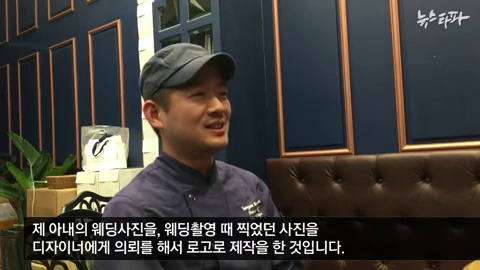 뉴스타파
제 아내의 웨딩사진을, 웨딩촬영 때 찍었던 사진을
디자이너에게 의뢰를 해서 로고로 제작을 한 것입니다.